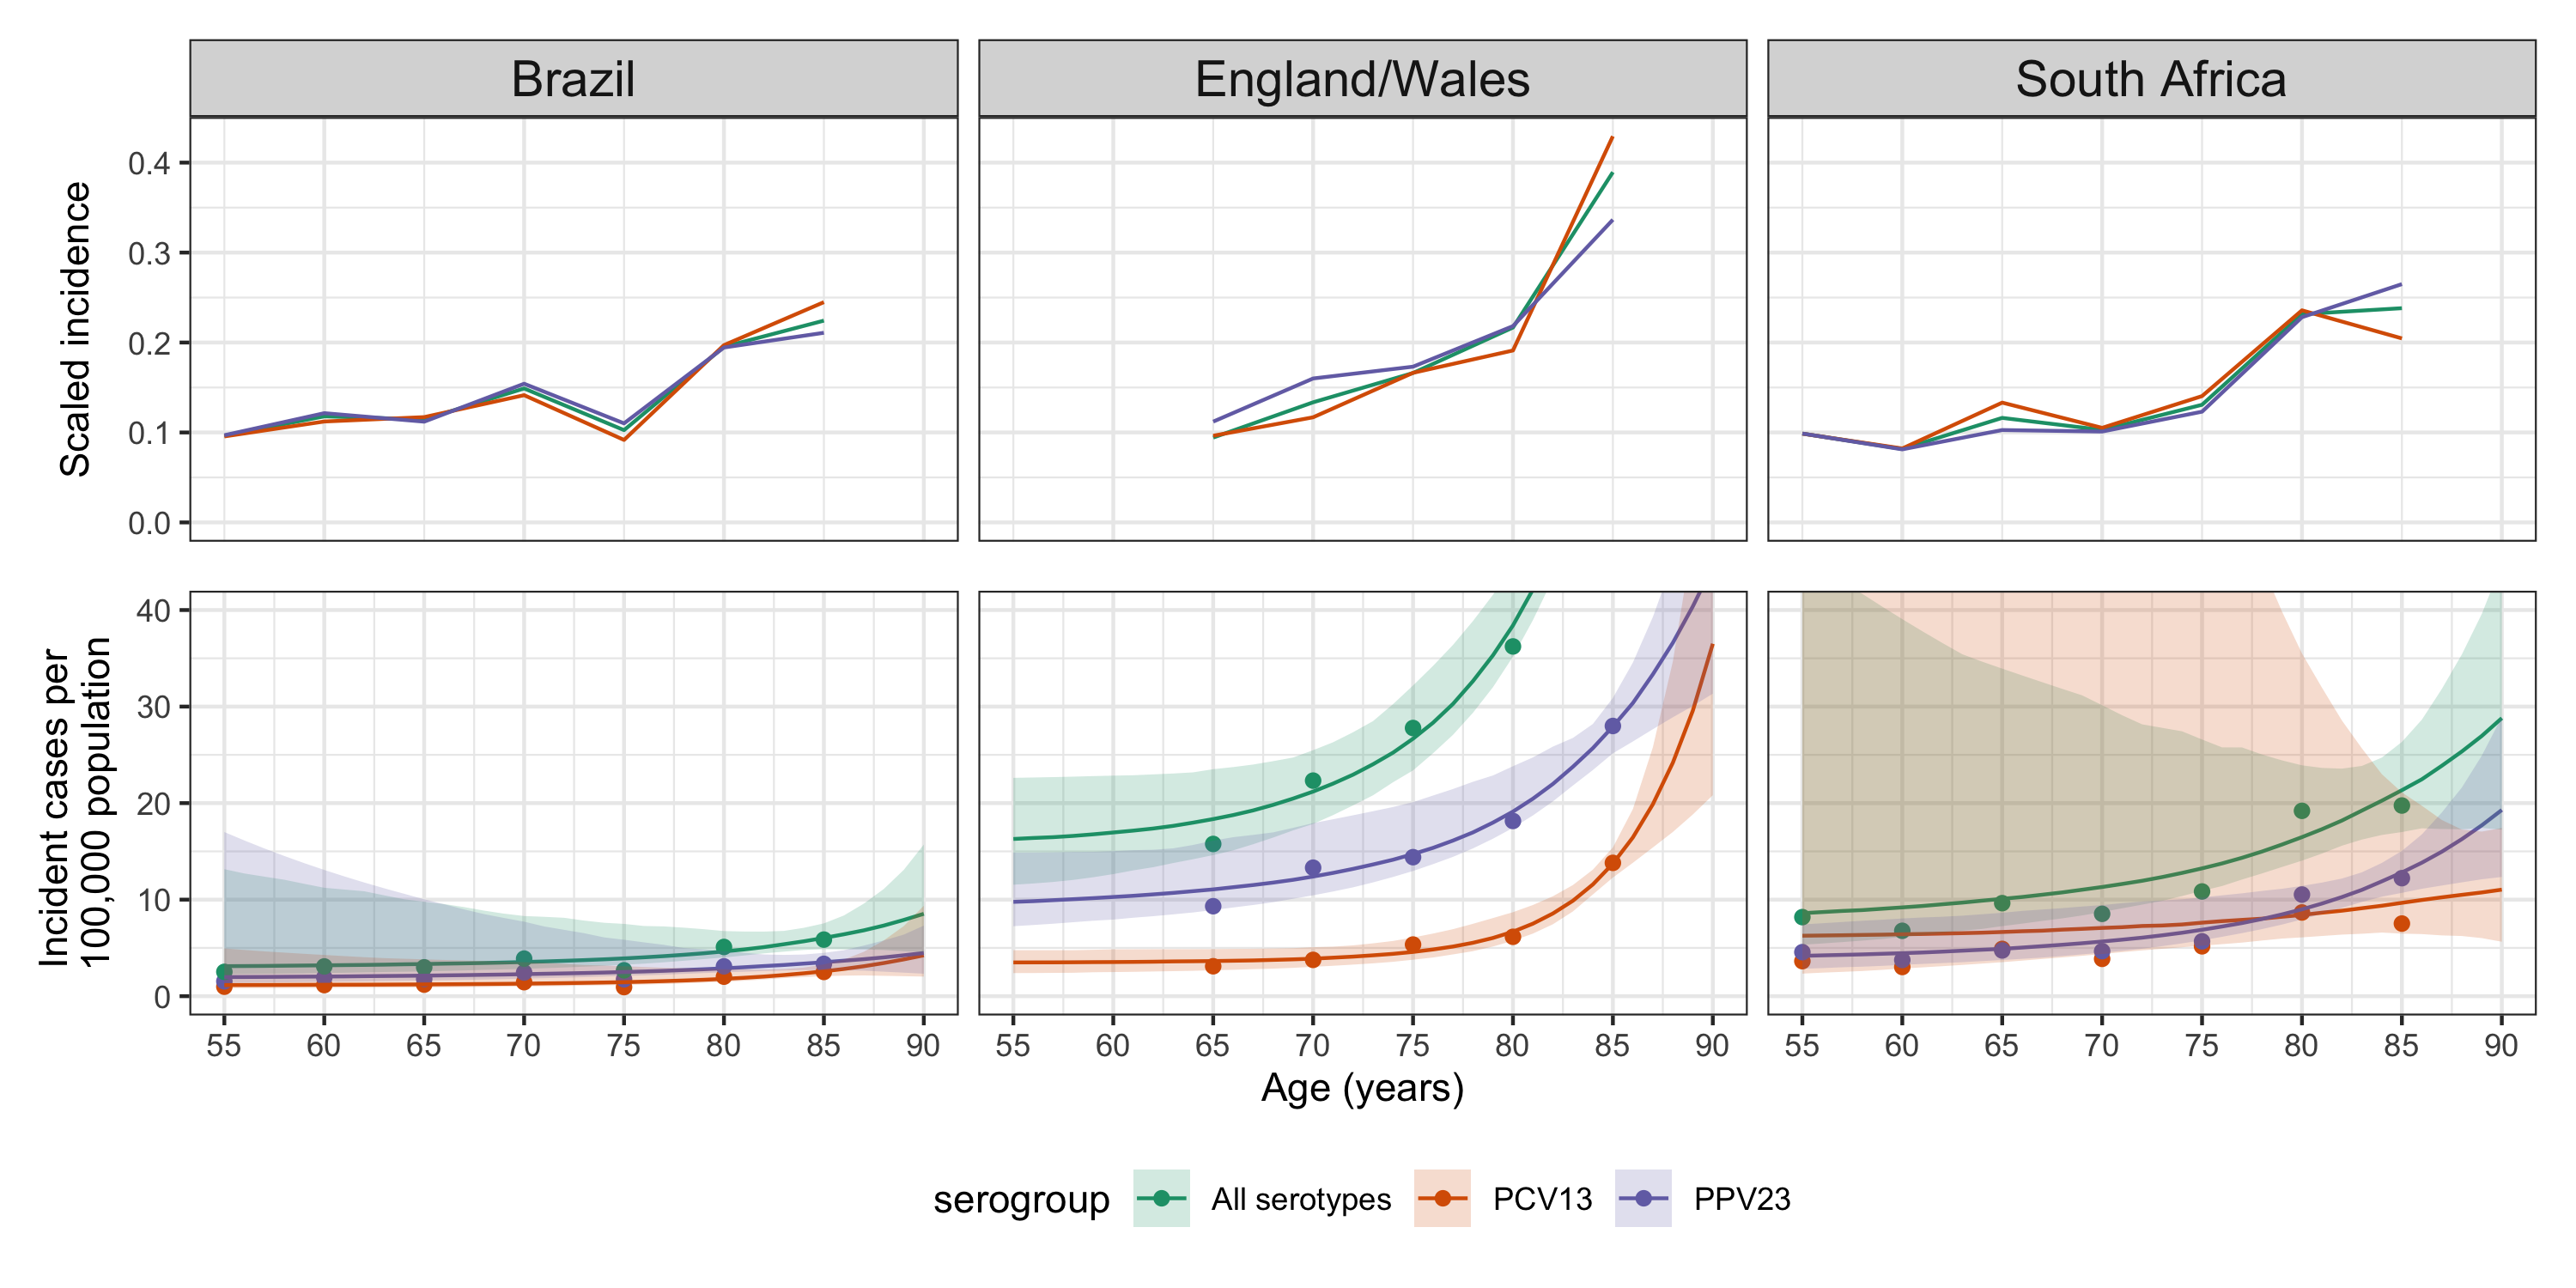 Brazil
England/Wales
South Africa
Scaled incidence
0.4
0.3
0.2
0.1
0.0
Incident cases per
100,000 population
40
30
20
10
0
55 60 65 70 75 80 85 90
55 60 65 70 75 80 85 90
55 60 65 70 75 80 85 90
Age (years)
serogroup All serotypes PCV13 PPV23